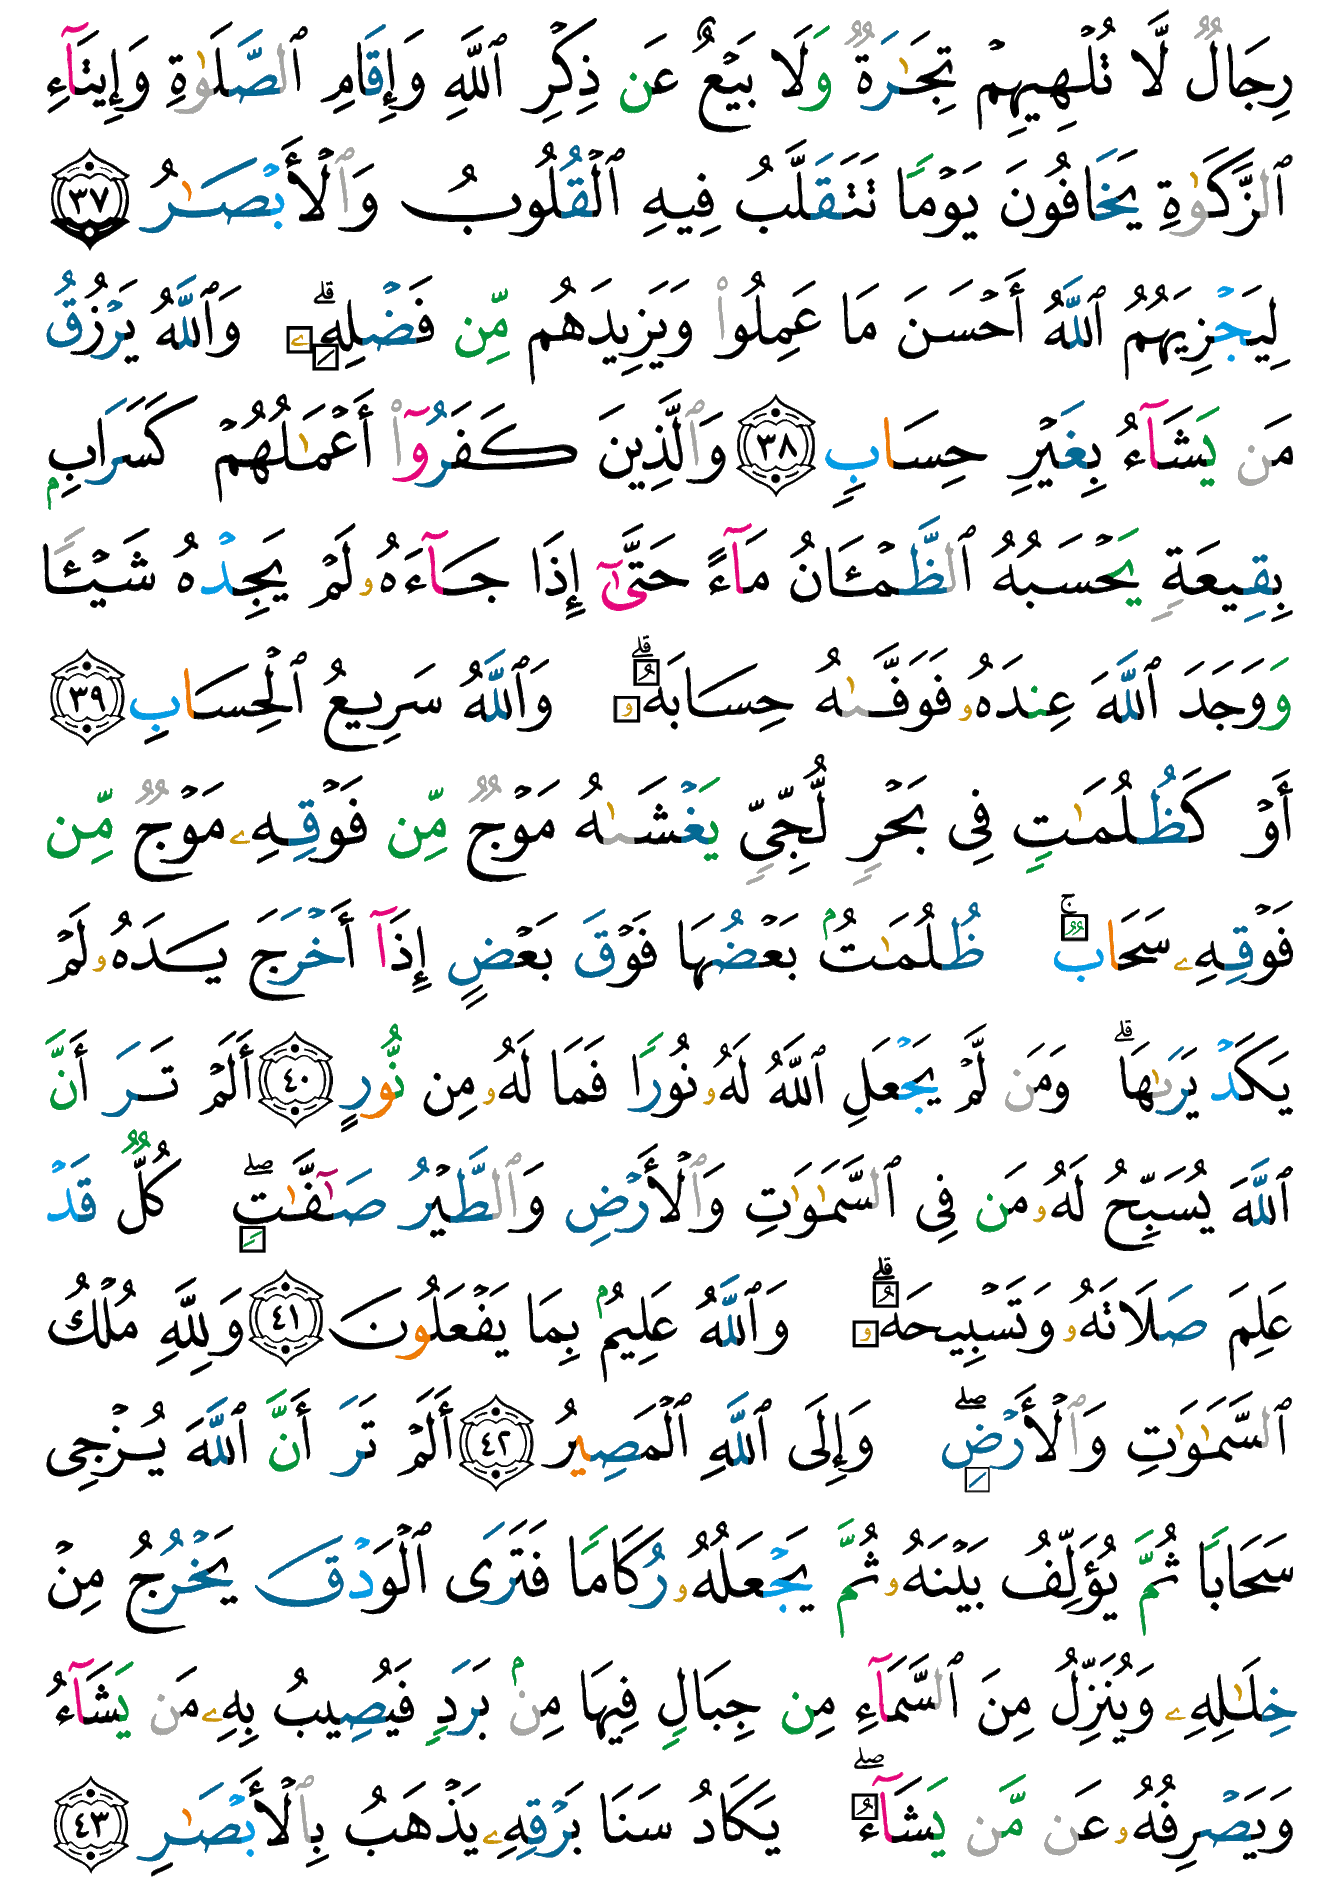 رِجَالٌ لَّا تُلْهِيهِمْ تِجَٰرَةٌ وَلَا بَيْعٌ عَن ذِكْرِ ٱللَّهِ وَإِقَامِ ٱلصَّلَوٰةِ وَإِيتَآءِ
ٱلزَّكَوٰةِ يَخَافُونَ يَوْمًا تَتَقَلَّبُ فِيهِ ٱلْقُلُوبُ وَٱلْأَبْصَٰرُ ٣٧
لِيَجْزِيَهُمُ ٱللَّهُ أَحْسَنَ مَا عَمِلُوا۟ وَيَزِيدَهُم مِّن فَضْلِهِۦ ۗ وَٱللَّهُ يَرْزُقُ
مَن يَشَآءُ بِغَيْرِ حِسَابٍ ٣٨ وَٱلَّذِينَ كَفَرُوٓا۟ أَعْمَٰلُهُمْ كَسَرَابٍۭ
بِقِيعَةٍ يَحْسَبُهُ ٱلظَّمْـَٔانُ مَآءً حَتَّىٰٓ إِذَا جَآءَهُۥ لَمْ يَجِدْهُ شَيْـًٔا
وَوَجَدَ ٱللَّهَ عِندَهُۥ فَوَفَّىٰهُ حِسَابَهُۥ ۗ وَٱللَّهُ سَرِيعُ ٱلْحِسَابِ ٣٩
أَوْ كَظُلُمَٰتٍ فِى بَحْرٍ لُّجِّىٍّ يَغْشَىٰهُ مَوْجٌ مِّن فَوْقِهِۦ مَوْجٌ مِّن
فَوْقِهِۦ سَحَابٌ ۚ ظُلُمَٰتٌۢ بَعْضُهَا فَوْقَ بَعْضٍ إِذَآ أَخْرَجَ يَدَهُۥ لَمْ
يَكَدْ يَرَىٰهَا ۗ وَمَن لَّمْ يَجْعَلِ ٱللَّهُ لَهُۥ نُورًا فَمَا لَهُۥ مِن نُّورٍ ٤٠ أَلَمْ تَرَ أَنَّ
ٱللَّهَ يُسَبِّحُ لَهُۥ مَن فِى ٱلسَّمَٰوَٰتِ وَٱلْأَرْضِ وَٱلطَّيْرُ صَٰٓفَّٰتٍ ۖ كُلٌّ قَدْ
عَلِمَ صَلَاتَهُۥ وَتَسْبِيحَهُۥ ۗ وَٱللَّهُ عَلِيمٌۢ بِمَا يَفْعَلُونَ ٤١ وَلِلَّهِ مُلْكُ
ٱلسَّمَٰوَٰتِ وَٱلْأَرْضِ ۖ وَإِلَى ٱللَّهِ ٱلْمَصِيرُ ٤٢ أَلَمْ تَرَ أَنَّ ٱللَّهَ يُزْجِى
سَحَابًا ثُمَّ يُؤَلِّفُ بَيْنَهُۥ ثُمَّ يَجْعَلُهُۥ رُكَامًا فَتَرَى ٱلْوَدْقَ يَخْرُجُ مِنْ
خِلَٰلِهِۦ وَيُنَزِّلُ مِنَ ٱلسَّمَآءِ مِن جِبَالٍ فِيهَا مِنۢ بَرَدٍ فَيُصِيبُ بِهِۦ مَن يَشَآءُ
وَيَصْرِفُهُۥ عَن مَّن يَشَآءُ ۖ يَكَادُ سَنَا بَرْقِهِۦ يَذْهَبُ بِٱلْأَبْصَٰرِ ٤٣